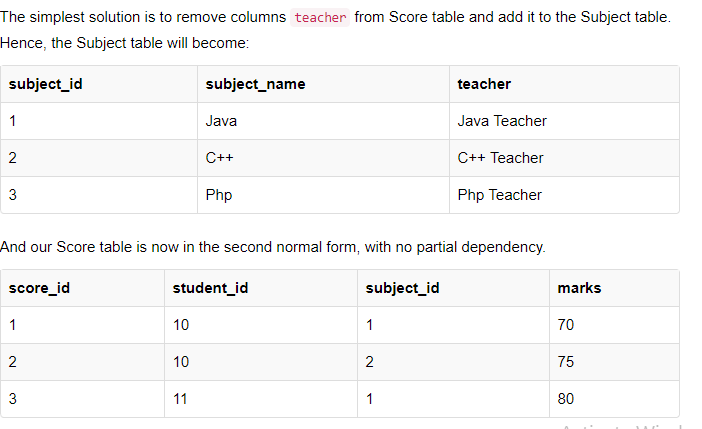 The simplest solution is to remove columns teacher from Score table and add it to the Subject table.
Hence, the Subject table will become:
subject_id subject_name teacher
1 Java Java Teacher
2 C++ C++ Teacher
3 Php Php Teacher
And our Score table is now in the second normal form, with no partial dependency.
score_id student_id subject_id marks
1 10 1 70
2 10 2 75
3 11 1 80